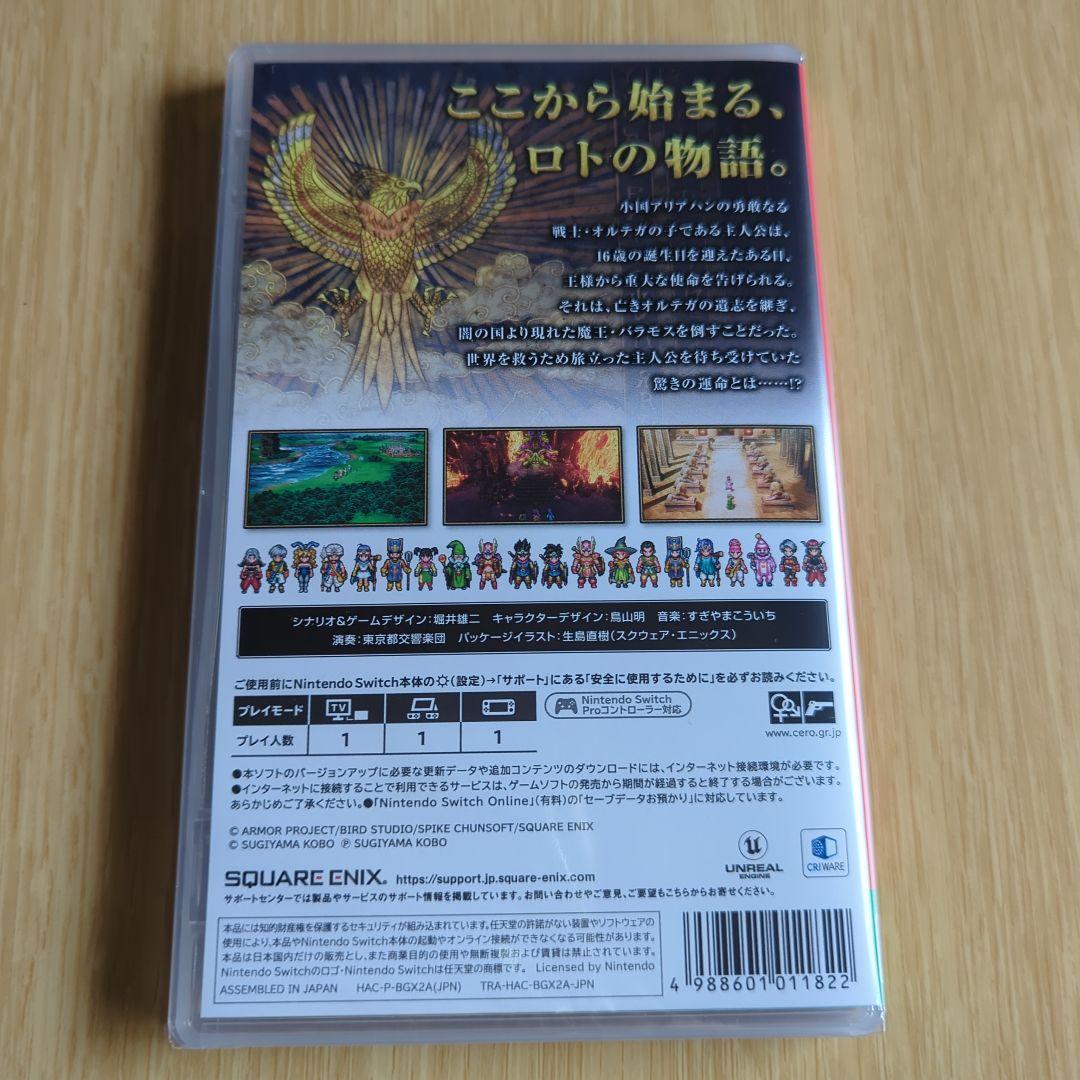 ここから始まる、
ロトの物語。
小国アリアハンの勇敢なる
戦士・オルテガの子である主人公は、
16歳の誕生日を迎えたある日、
王様から重大な使命を告げられる。
それは、亡きオルテガの遺志を継ぎ、
闇の国より現れた魔王・バラモスを倒すことだった。
世界を救うため旅立った主人公を待ち受けていた
驚きの運命とは……!?
シナリオ&ゲームデザイン:堀井雄二 キャラクターデザイン:鳥山明 音楽:すぎやまこういち
演奏:東京都交響楽団 パッケージイラスト:生島直樹(スクウェア・エニックス)
ご使用前にNintendo Switch本体の(設定)→「サポート」にある「安全に使用するために」を必ずお読みください。
プレイモード TV
プレイ人数 1 1 1
Nintendo Switch
Proコントローラー対応
www.cero.gr.jp
●本ソフトのバージョンアップに必要な更新データや追加コンテンツのダウンロードには、インターネット接続環境が必要です。
●インターネットに接続することで利用できるサービスは、ゲームソフトの発売から期間が経過すると終了する場合がございます。
あらかじめご了承ください。●「Nintendo Switch Online」(有料)の「セーブデータお預かり」に対応しています。
© ARMOR PROJECT/BIRD STUDIO/SPIKE CHUNSOFT/SQUARE ENIX
© SUGIYAMA KOBO ℗ SUGIYAMA KOBO
UNREAL
ENGINE
CRIWARE
SQUARE ENIX. https://support.jp.square-enix.com
サポートセンターでは製品やサービスのサポート情報を掲載しています。お問い合わせやご意見、ご要望もこちらからお寄せください。
本品には知的財産権を保護するセキュリティが組み込まれています。任天堂の許諾がない装置やソフトウェアの
使用により、本品やNintendo Switch本体の起動やオンライン接続ができなくなる可能性があります。
本品は日本国内だけの販売とし、また商業目的の使用や無断複製および賃貸は禁止されています。
Nintendo Switchのロゴ・Nintendo Switchは任天堂の商標です。 Licensed by Nintendo
ASSEMBLED IN JAPAN HAC-P-BGX2A(JPN) TRA-HAC-BGX2A-JPN
4 988601 011822